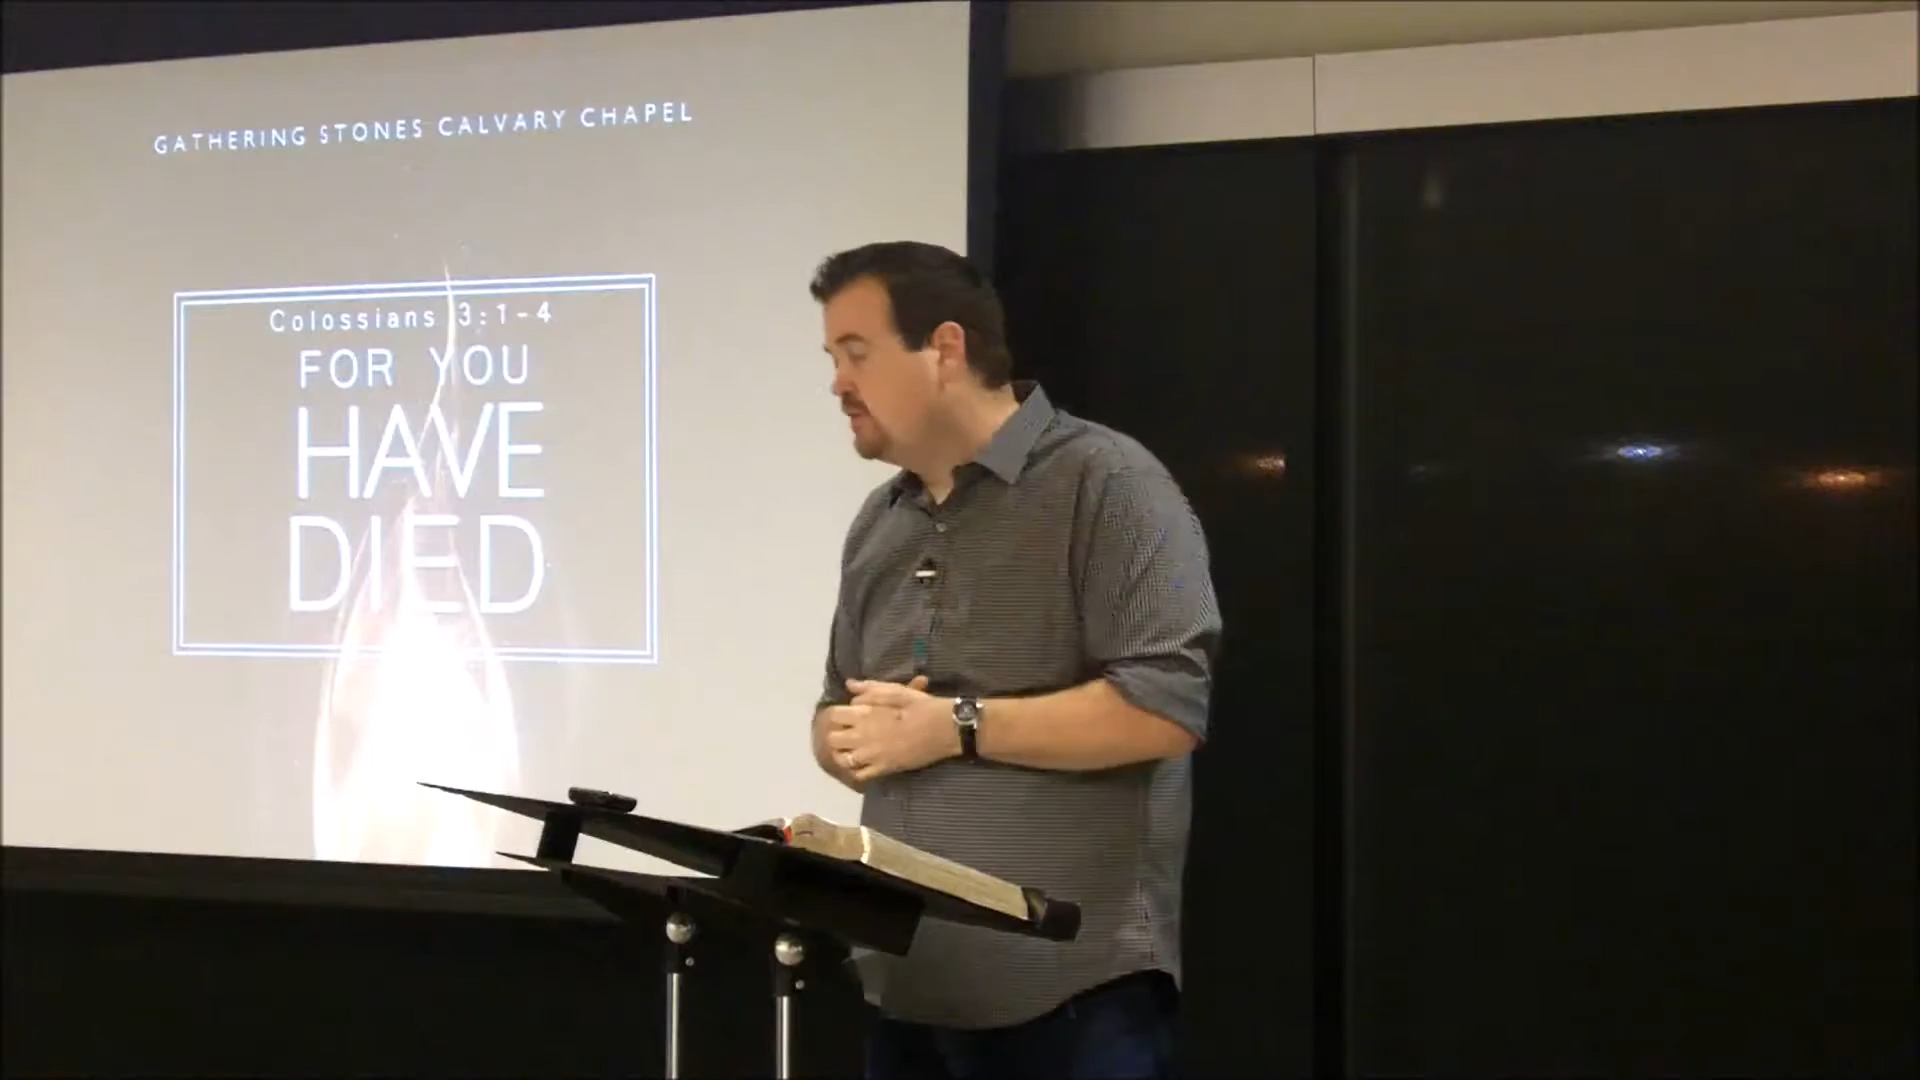 GATHERING STONES CALVARY CHAPEL
Colossians 3:1-4
FOR YOU
HAVE
DIED